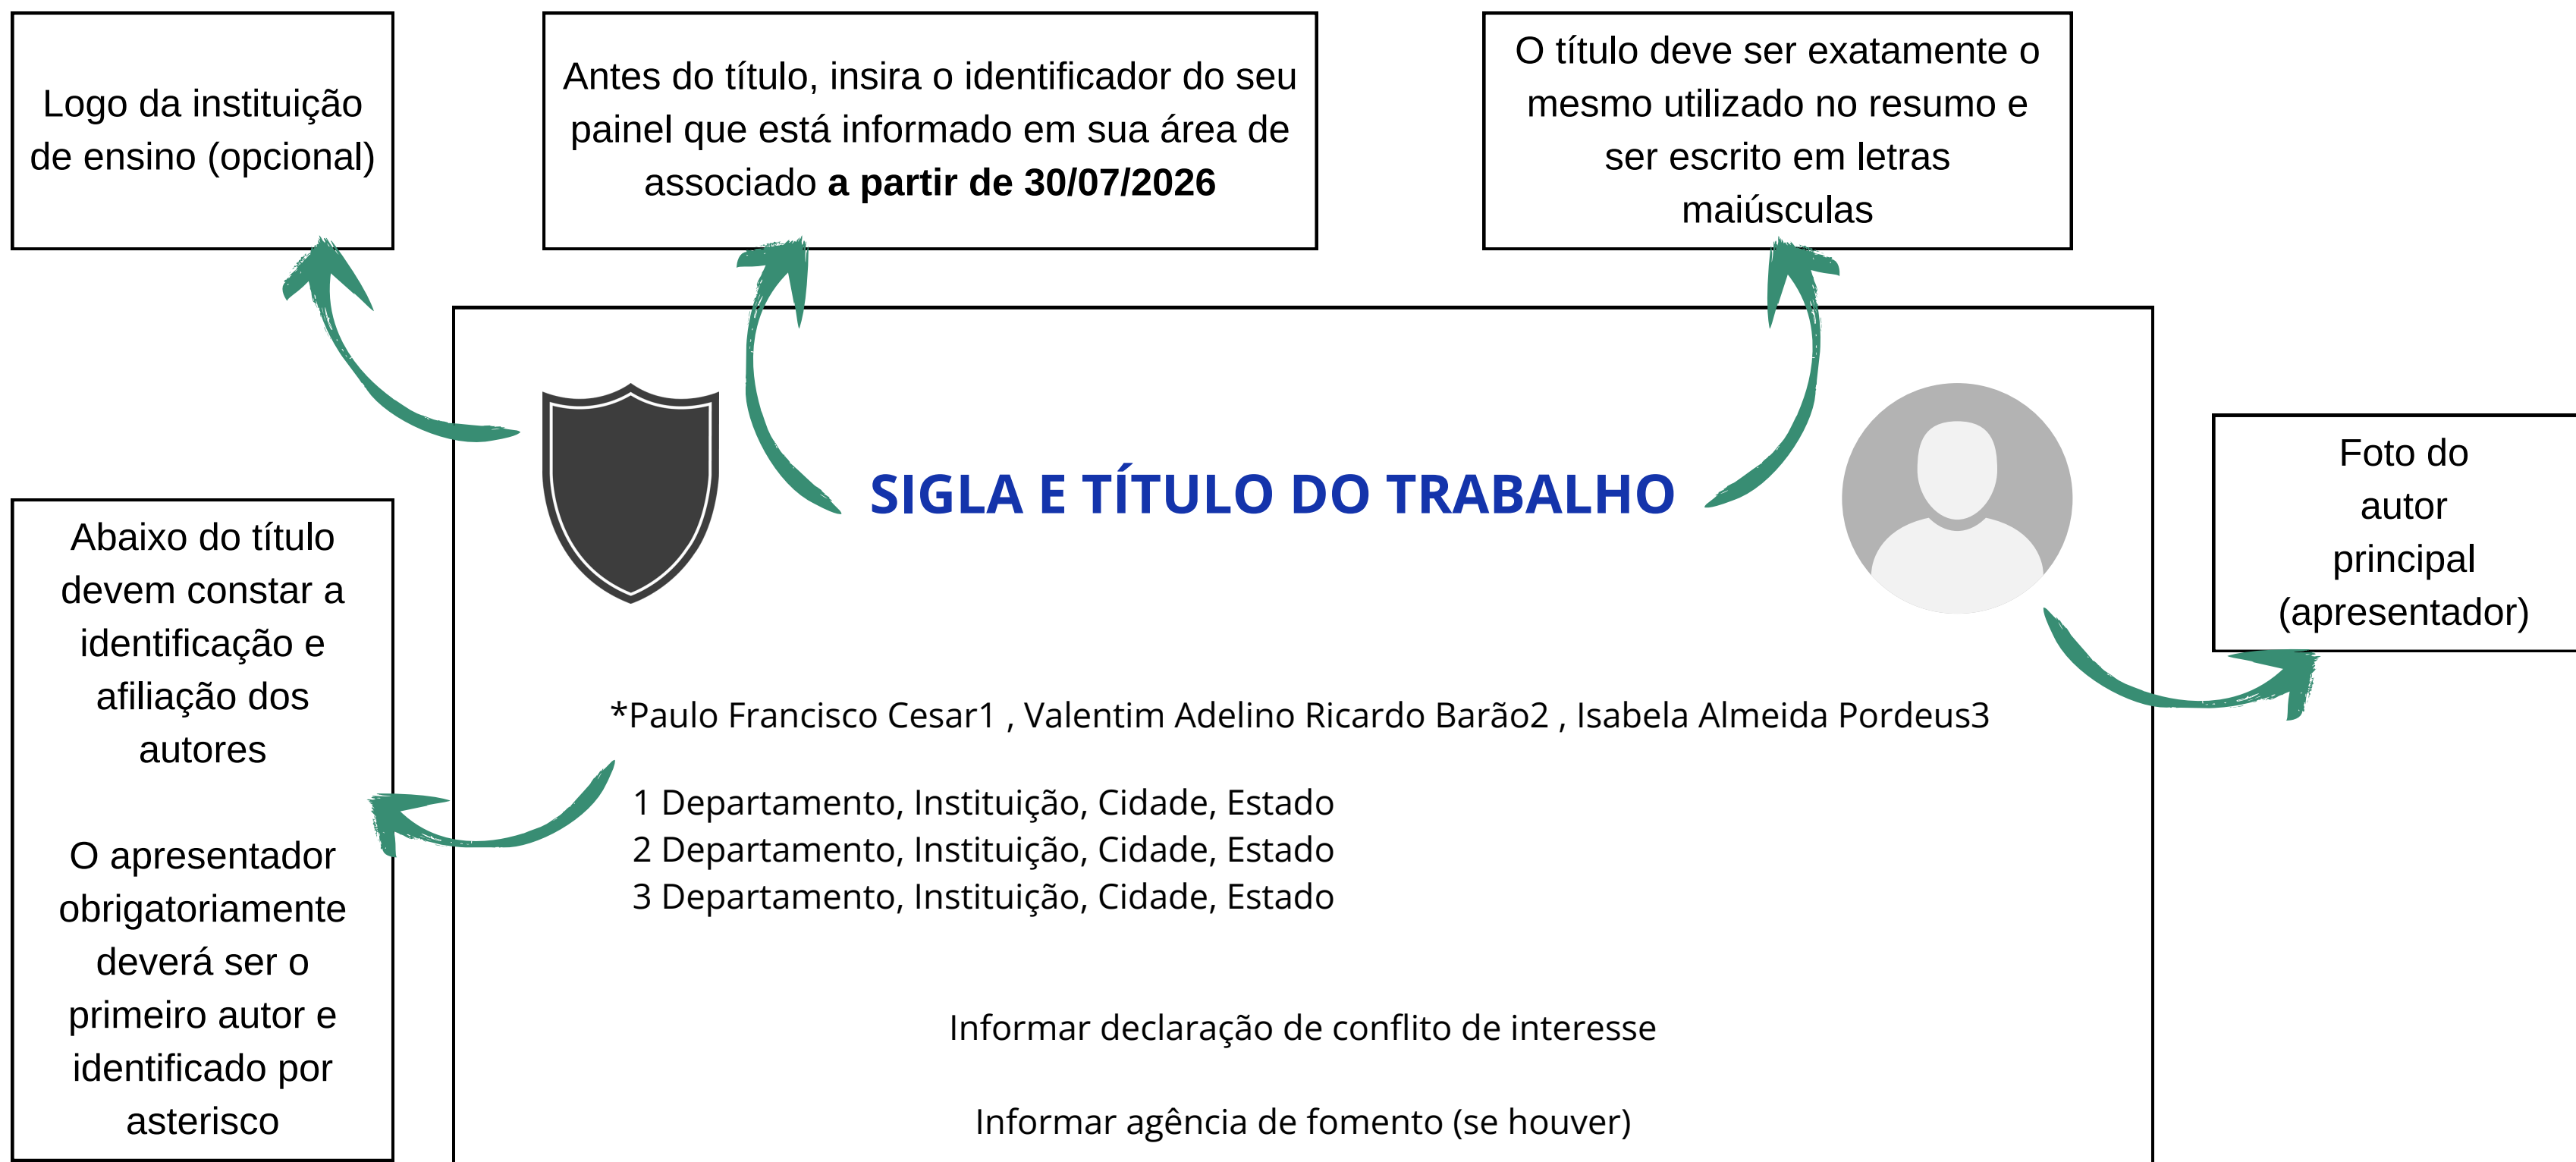 Logo da instituição
de ensino (opcional)
Antes do título, insira o identificador do seu
painel que está informado em sua área de
associado a partir de 30/07/2026
O título deve ser exatamente o
mesmo utilizado no resumo e
ser escrito em letras
maiúsculas
SIGLA E TÍTULO DO TRABALHO
Foto do
autor
principal
(apresentador)
Abaixo do título
devem constar a
identificação e
afiliação dos
autores
O apresentador
obrigatoriamente
deverá ser o
primeiro autor e
identificado por
asterisco
*Paulo Francisco Cesar1 , Valentim Adelino Ricardo Barão2 , Isabela Almeida Pordeus3
1 Departamento, Instituição, Cidade, Estado
2 Departamento, Instituição, Cidade, Estado
3 Departamento, Instituição, Cidade, Estado
Informar declaração de conflito de interesse
Informar agência de fomento (se houver)